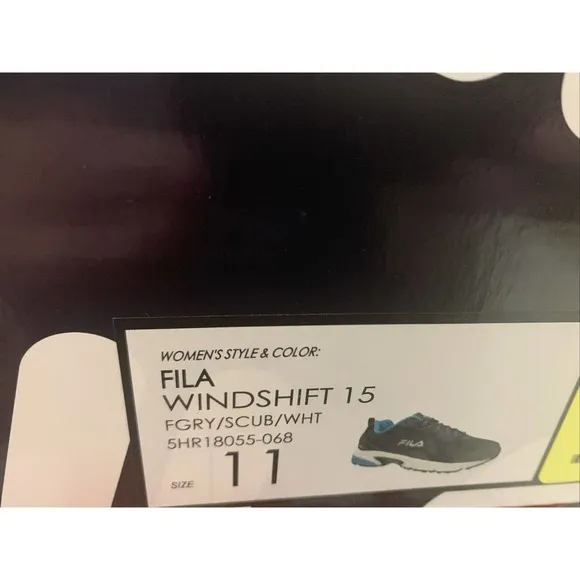 WOMEN'S STYLE & COLOR:
FILA
WINDSHIFT 15
FGRY/SCUB/WHT
5HR18055-068
FILA
SIZE 11